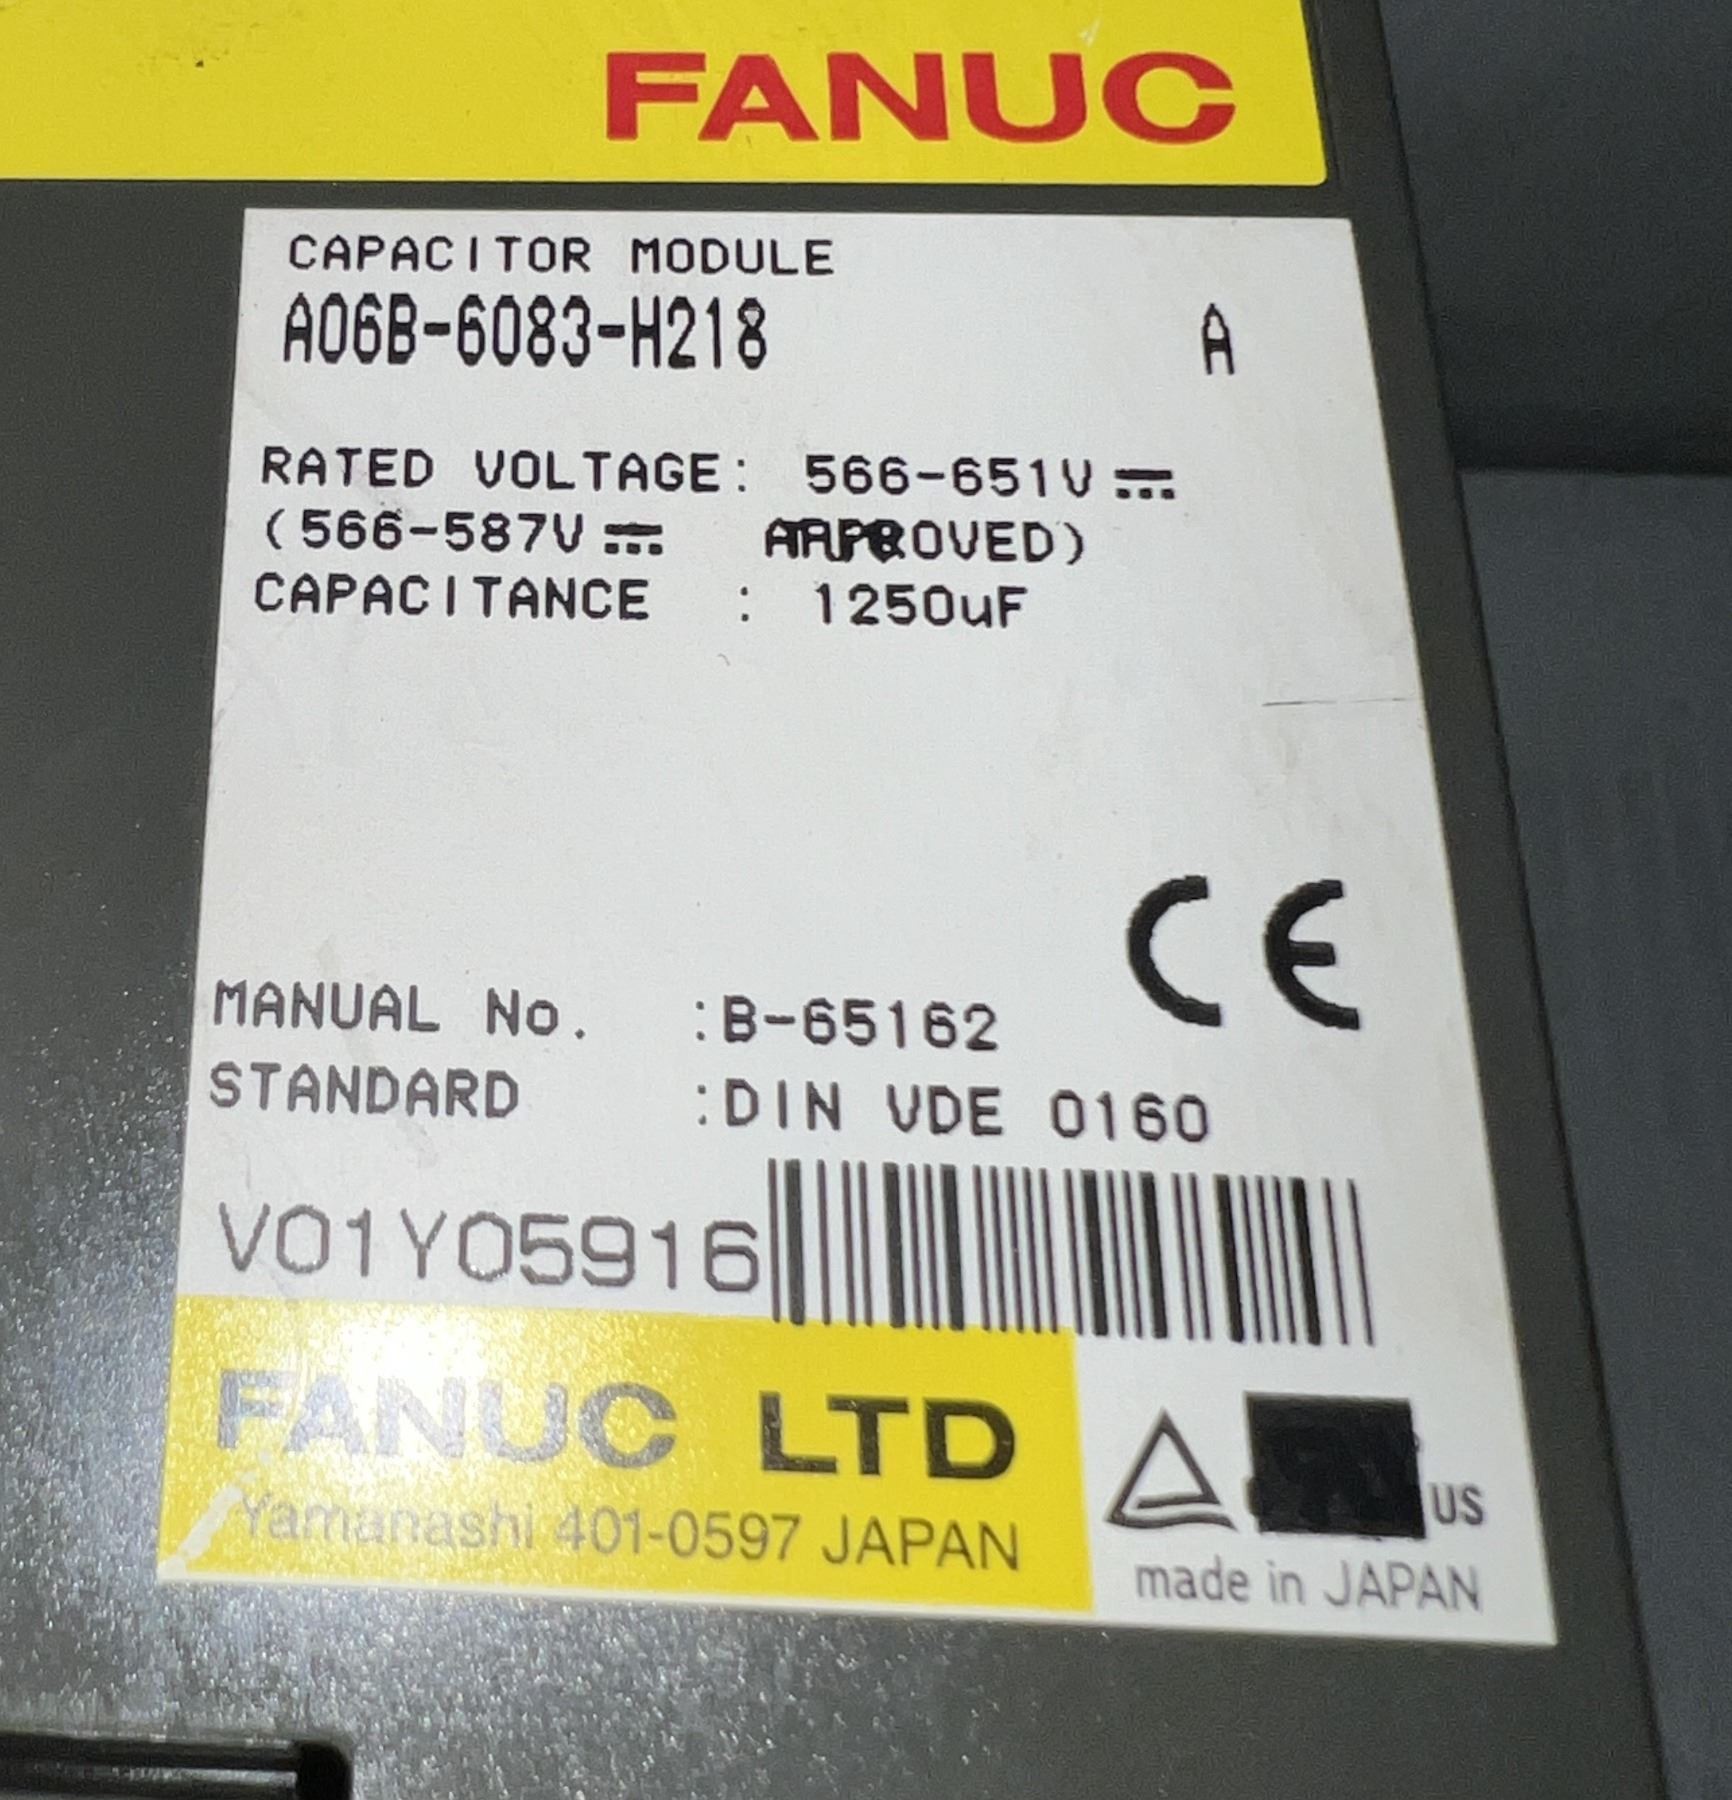 FANUC
CAPACITOR MODULE
A06B-6083-H218 A
RATED VOLTAGE: 566-651V
(566-587V APPROVED)
CAPACITANCE : 1250uF
CE
MANUAL No. :B-65162
STANDARD :DIN VDE 0160
V01Y05916
FANUC LTD
Yamanashi 401-0597 JAPAN
US
made in JAPAN